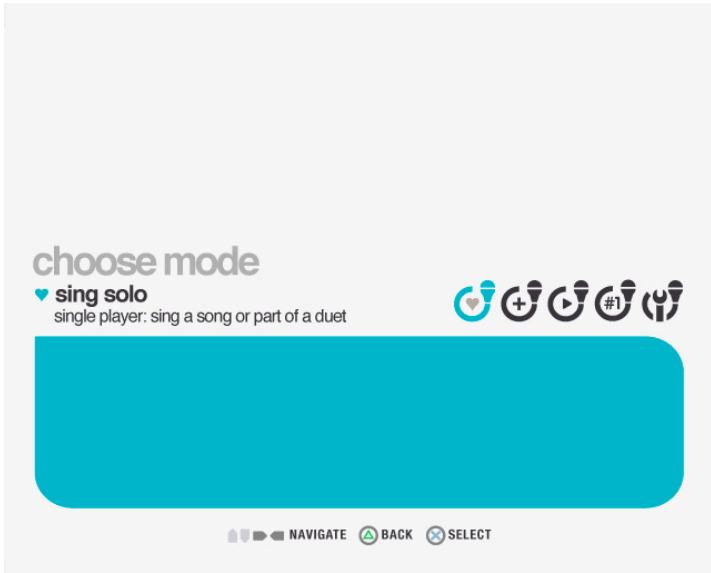 choose mode
sing solo
single player: sing a song or part of a duet
#1
NAVIGATE BACK SELECT